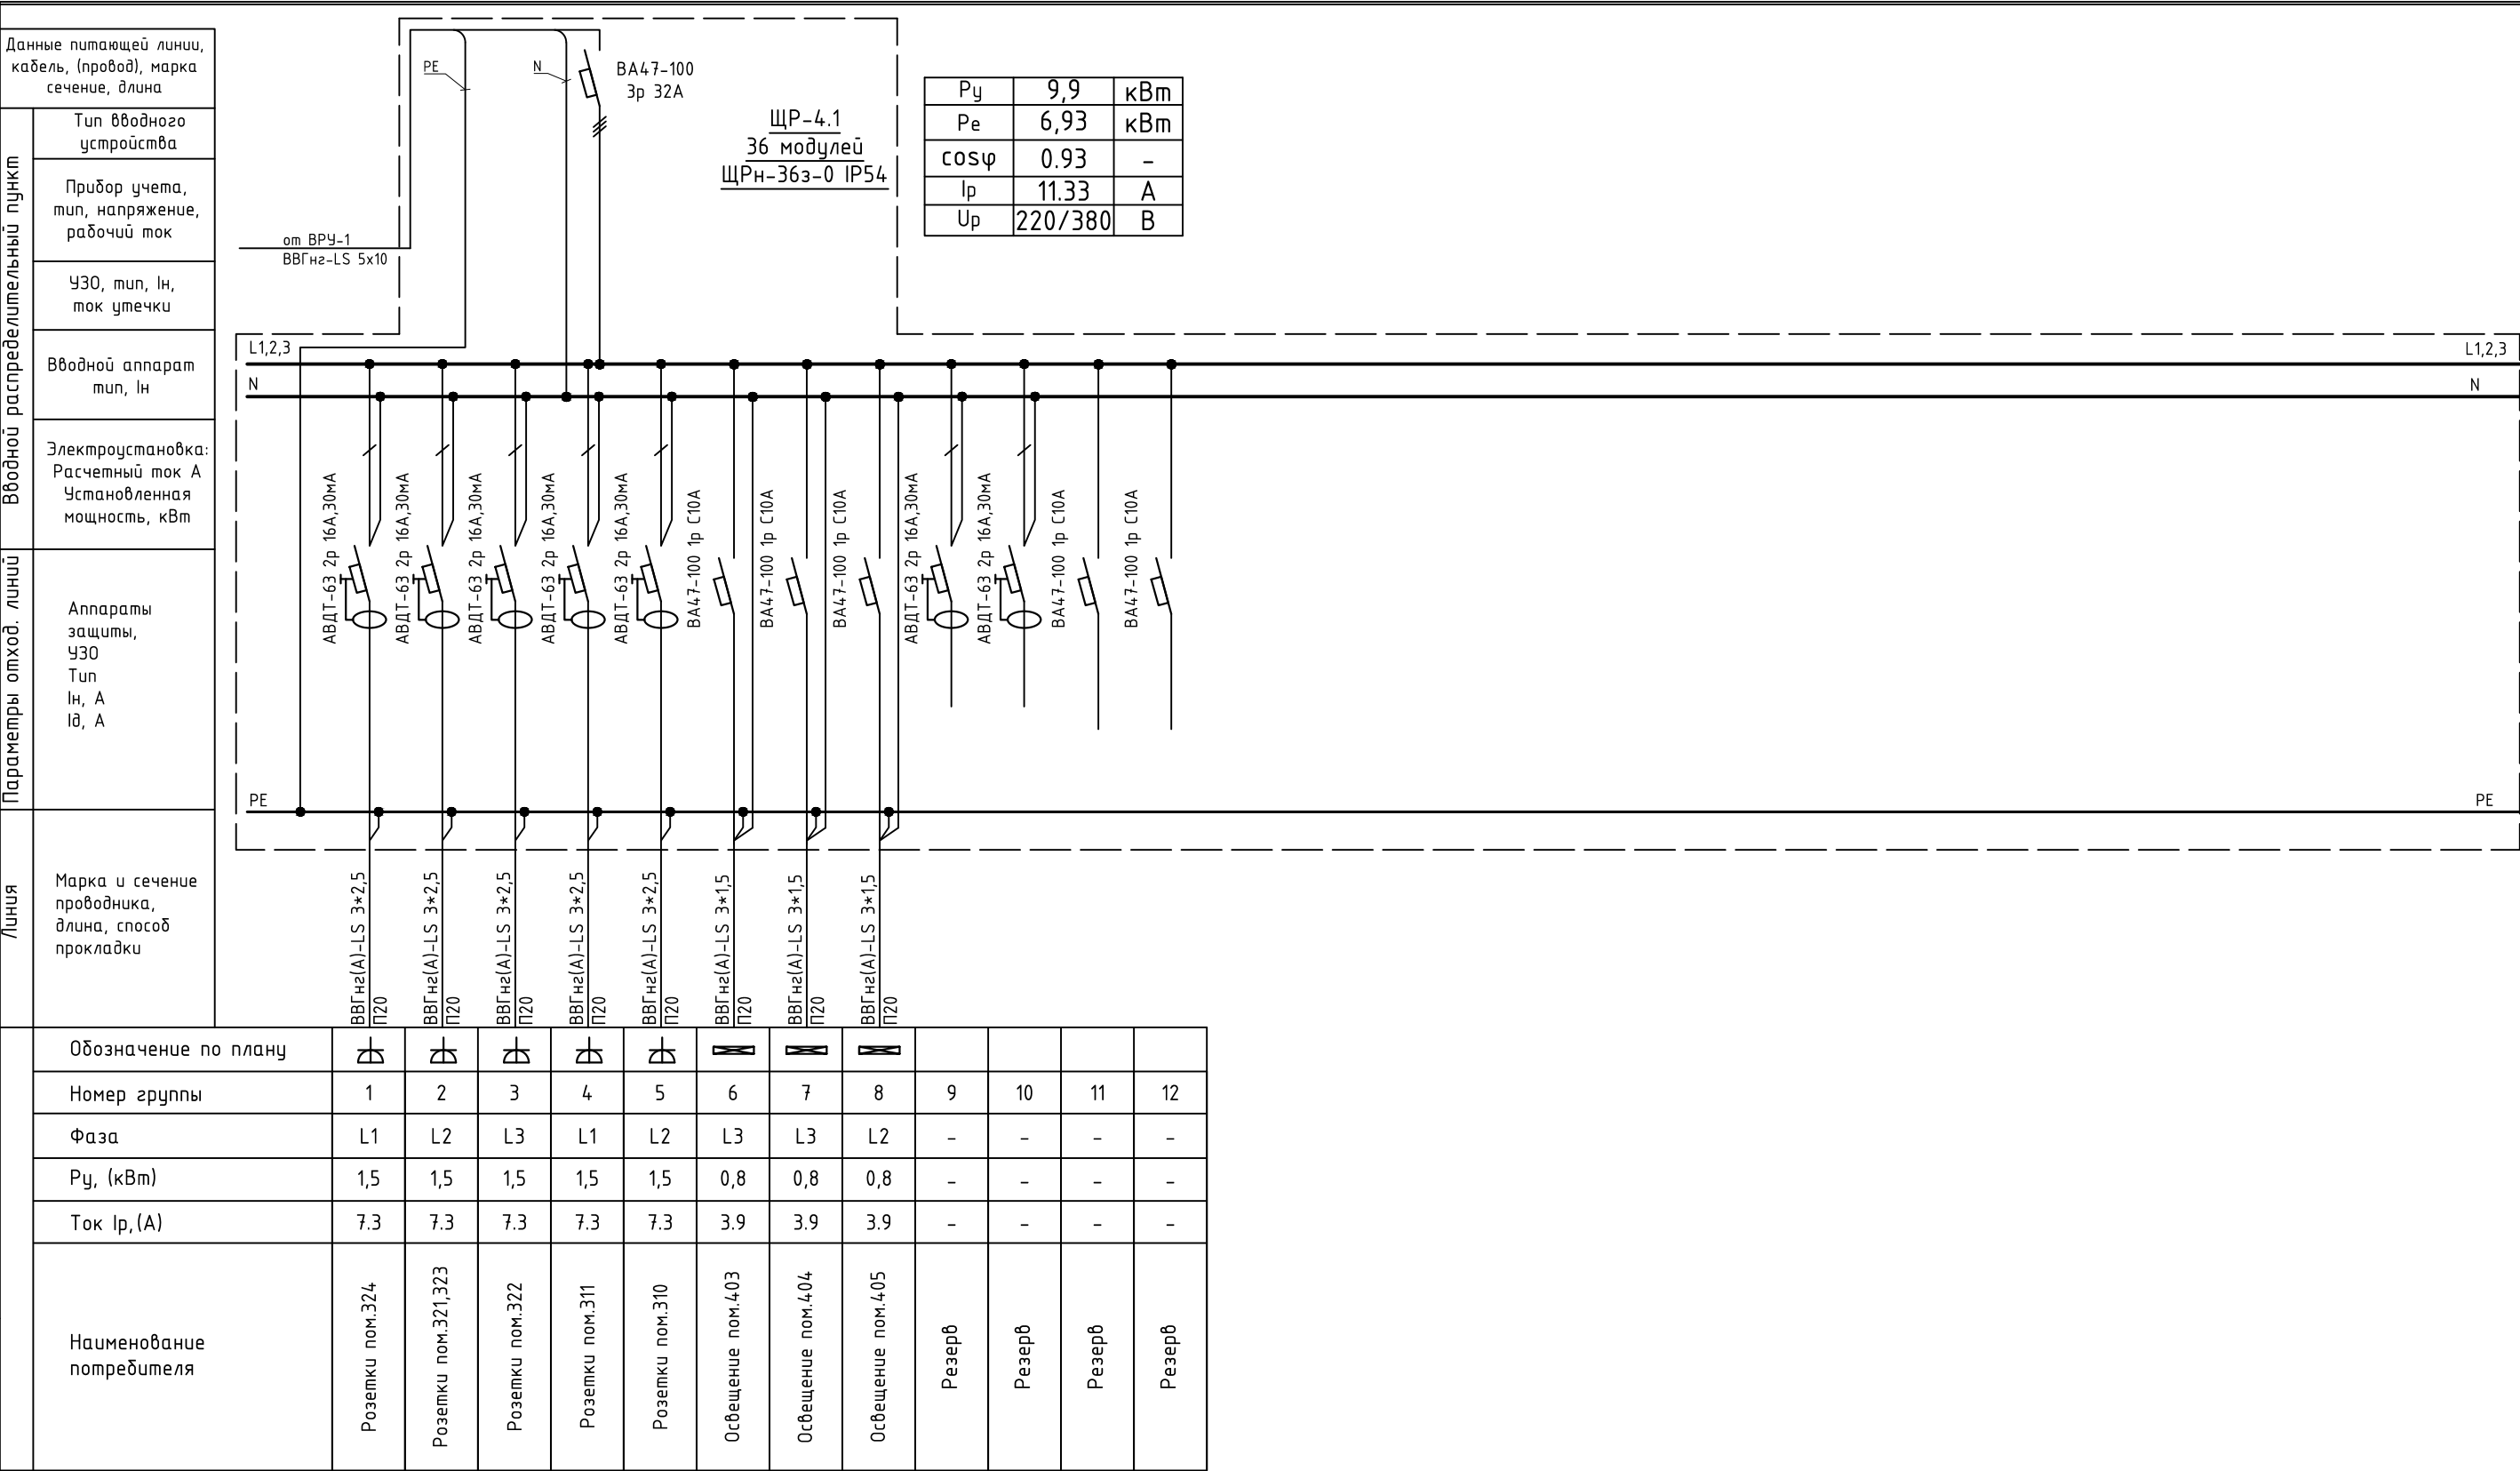 Данные питающей линии,
кабель, (провод), марка
сечение, длина
Вводной распределительный пункт
Тип вводного
устройства
Прибор учета,
тип, напряжение,
рабочий ток
УЗО, тип, Iн,
ток утечки
Вводной аппарат
тип, Iн
Электроустановка:
Расчетный ток А
Установленная
мощность, кВт
Параметры отход. линий
Аппараты
защиты,
УЗО
Тип
Iн, А
Iд, А
Линия
Марка и сечение
проводника,
длина, способ
прокладки
PE
N
ВА47-100
3р 32А
ЩР-4.1
36 модулей
ЩРн-36з-0 IP54
Ру 9,9 кВт
Ре 6,93 кВт
cosφ 0.93 -
Iр 11.33 А
Uр 220/380 В
от ВРУ-1
ВВГнг-LS 5х10
L1,2,3
L1,2,3
N
N
АВДТ-63 2р 16А,30мА
АВДТ-63 2р 16А,30мА
АВДТ-63 2р 16А,30мА
АВДТ-63 2р 16А,30мА
АВДТ-63 2р 16А,30мА
ВА47-100 1р С10А
ВА47-100 1р С10А
ВА47-100 1р С10А
АВДТ-63 2р 16А,30мА
АВДТ-63 2р 16А,30мА
ВА47-100 1р С10А
ВА47-100 1р С10А
PE
PE
ВВГнг(А)-LS 3*2,5
П20
ВВГнг(А)-LS 3*2,5
П20
ВВГнг(А)-LS 3*2,5
П20
ВВГнг(А)-LS 3*2,5
П20
ВВГнг(А)-LS 3*2,5
П20
ВВГнг(А)-LS 3*1,5
П20
ВВГнг(А)-LS 3*1,5
П20
ВВГнг(А)-LS 3*1,5
П20
Обозначение по плану
Номер группы 1 2 3 4 5 6 7 8 9 10 11 12
Фаза L1 L2 L3 L1 L2 L3 L3 L2 - - - -
Ру, (кВт) 1,5 1,5 1,5 1,5 1,5 0,8 0,8 0,8 - - - -
Ток Iр,(А) 7.3 7.3 7.3 7.3 7.3 3.9 3.9 3.9 - - - -
Наименование
потребителя
Розетки пом.324
Розетки пом.321,323
Розетки пом.322
Розетки пом.311
Розетки пом.310
Освещение пом.403
Освещение пом.404
Освещение пом.405
Резерв
Резерв
Резерв
Резерв